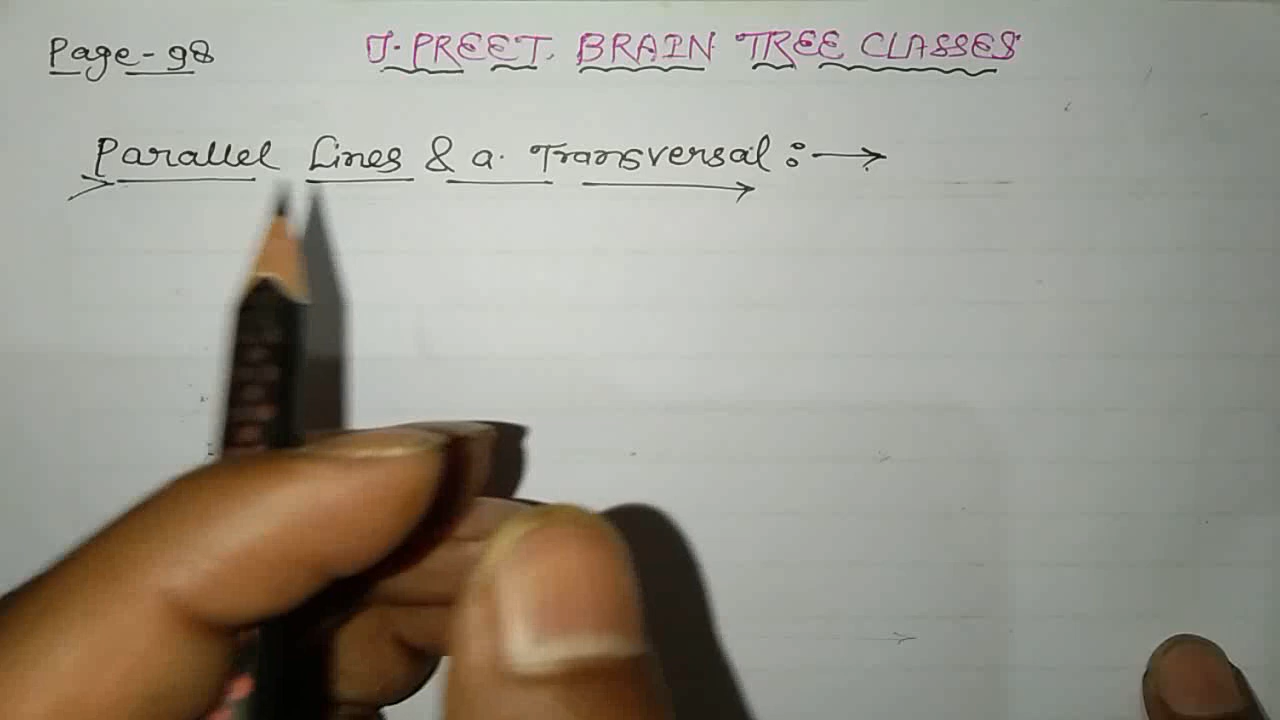 Page-98
J. PREET. BRAIN TREE CLASSES
Parallel Lines & a. Transversal :→